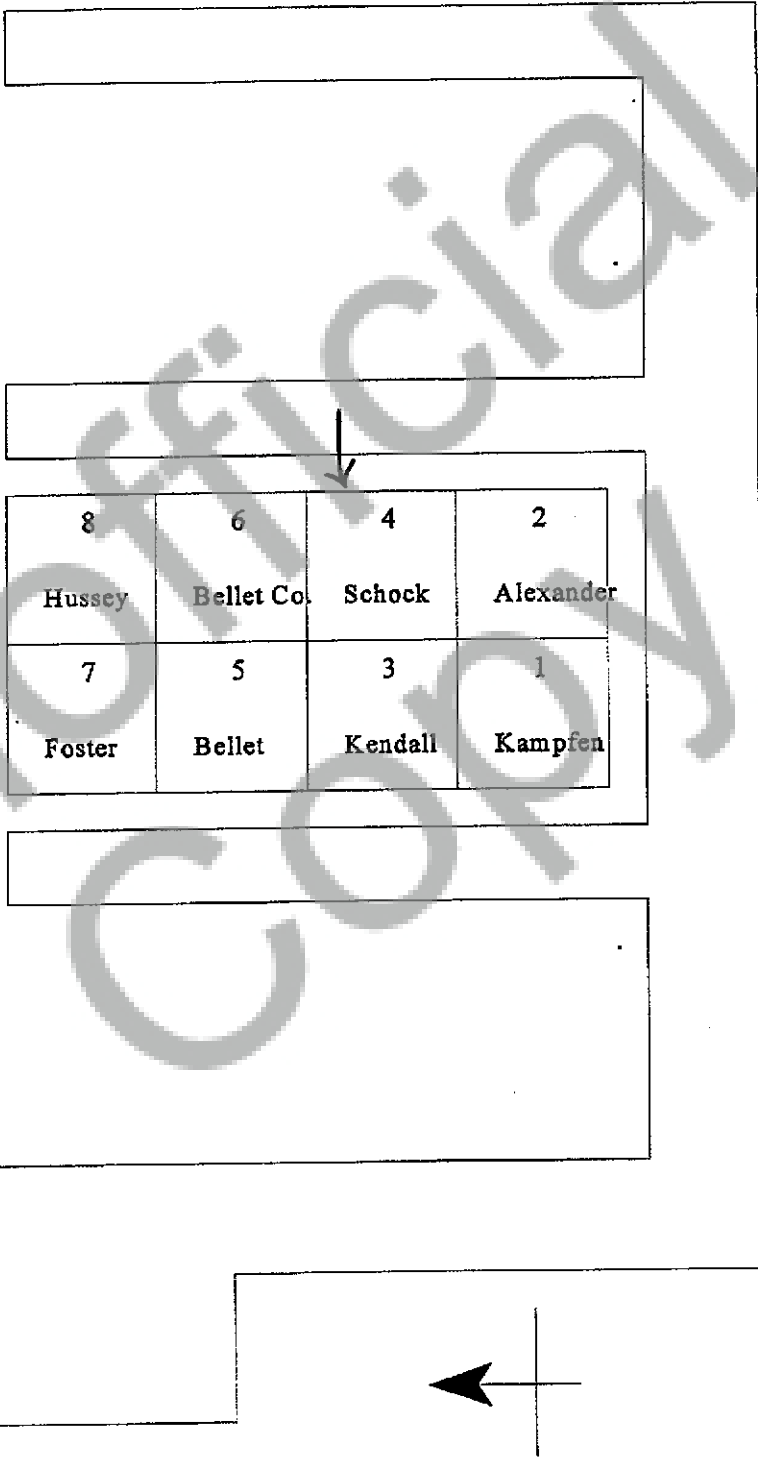 8 6 4 2
Hussey Bellet Co. Schock Alexander
7 5 3 1
Foster Bellet Kendall Kampfen
official
Copy